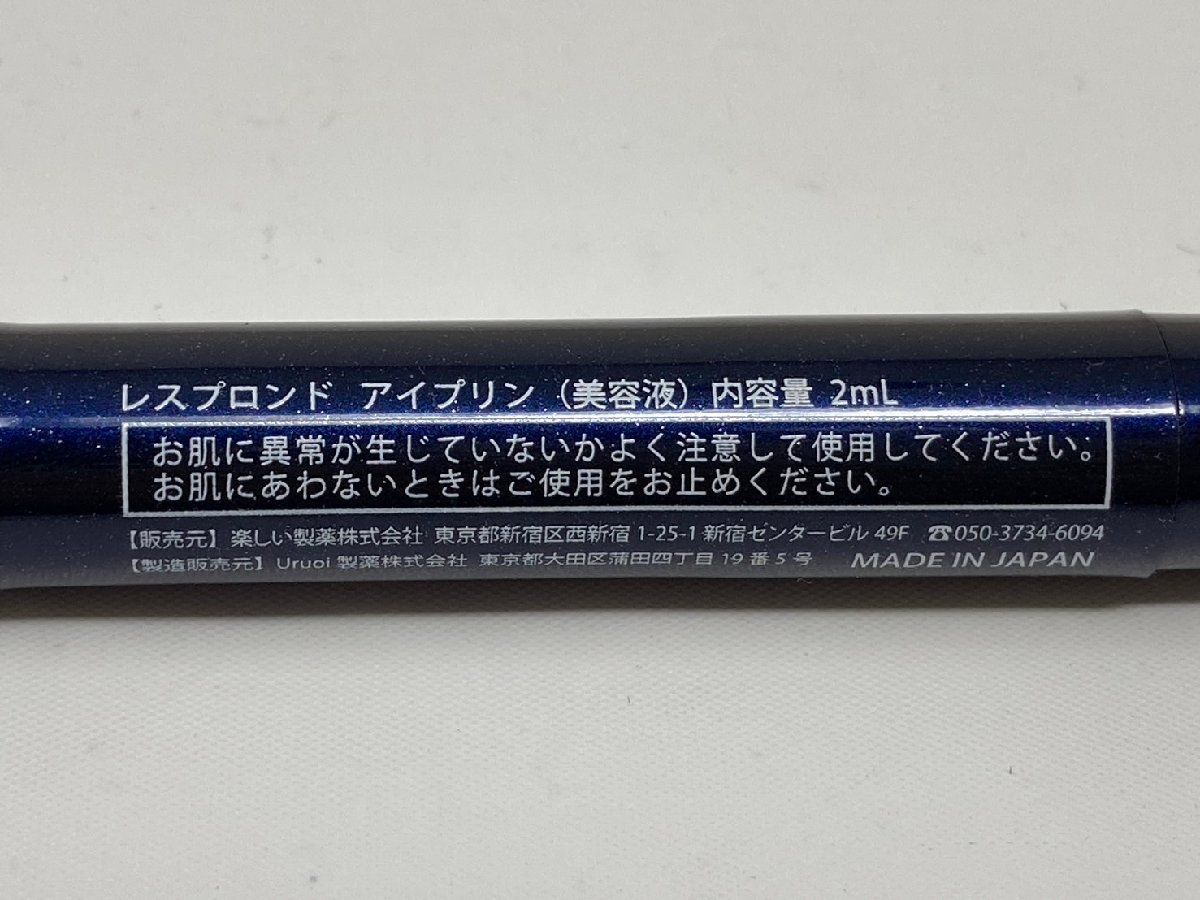 レスプロンド アイプリン（美容液）内容量 2mL
お肌に異常が生じていないかよく注意して使用してください。
お肌にあわないときはご使用をお止めください。
【販売元】楽しい製薬株式会社 東京都新宿区西新宿 1-25-1 新宿センタービル 49F ☎050-3734-6094
【製造販売元】Uruoi 製薬株式会社 東京都大田区蒲田四丁目 19 番 5 号 MADE IN JAPAN